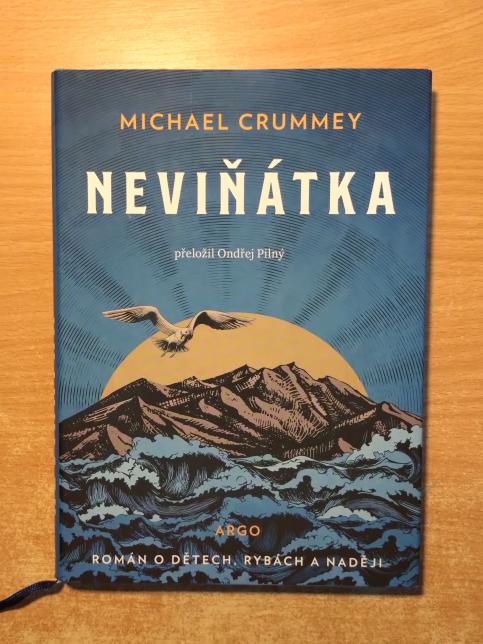 MICHAEL CRUMMEY
NEVIŇÁTKA
přeložil Ondřej Pilný
ARGO
ROMÁN O DĚTECH, RYBÁCH A NADĚJI